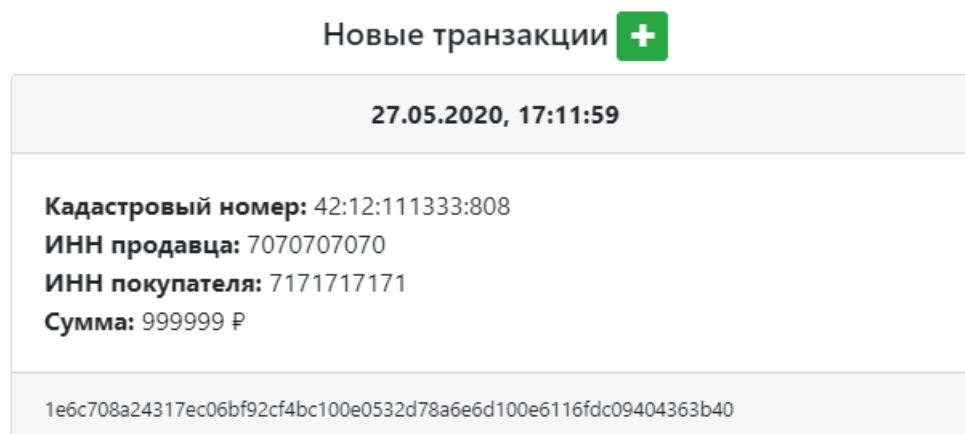 Новые транзакции
27.05.2020, 17:11:59
Кадастровый номер: 42:12:111333:808
ИНН продавца: 7070707070
ИНН покупателя: 7171717171
Сумма: 999999 ₽
1e6c708a24317ec06bf92cf4bc100e0532d78a6e6d100e6116fdc09404363b40